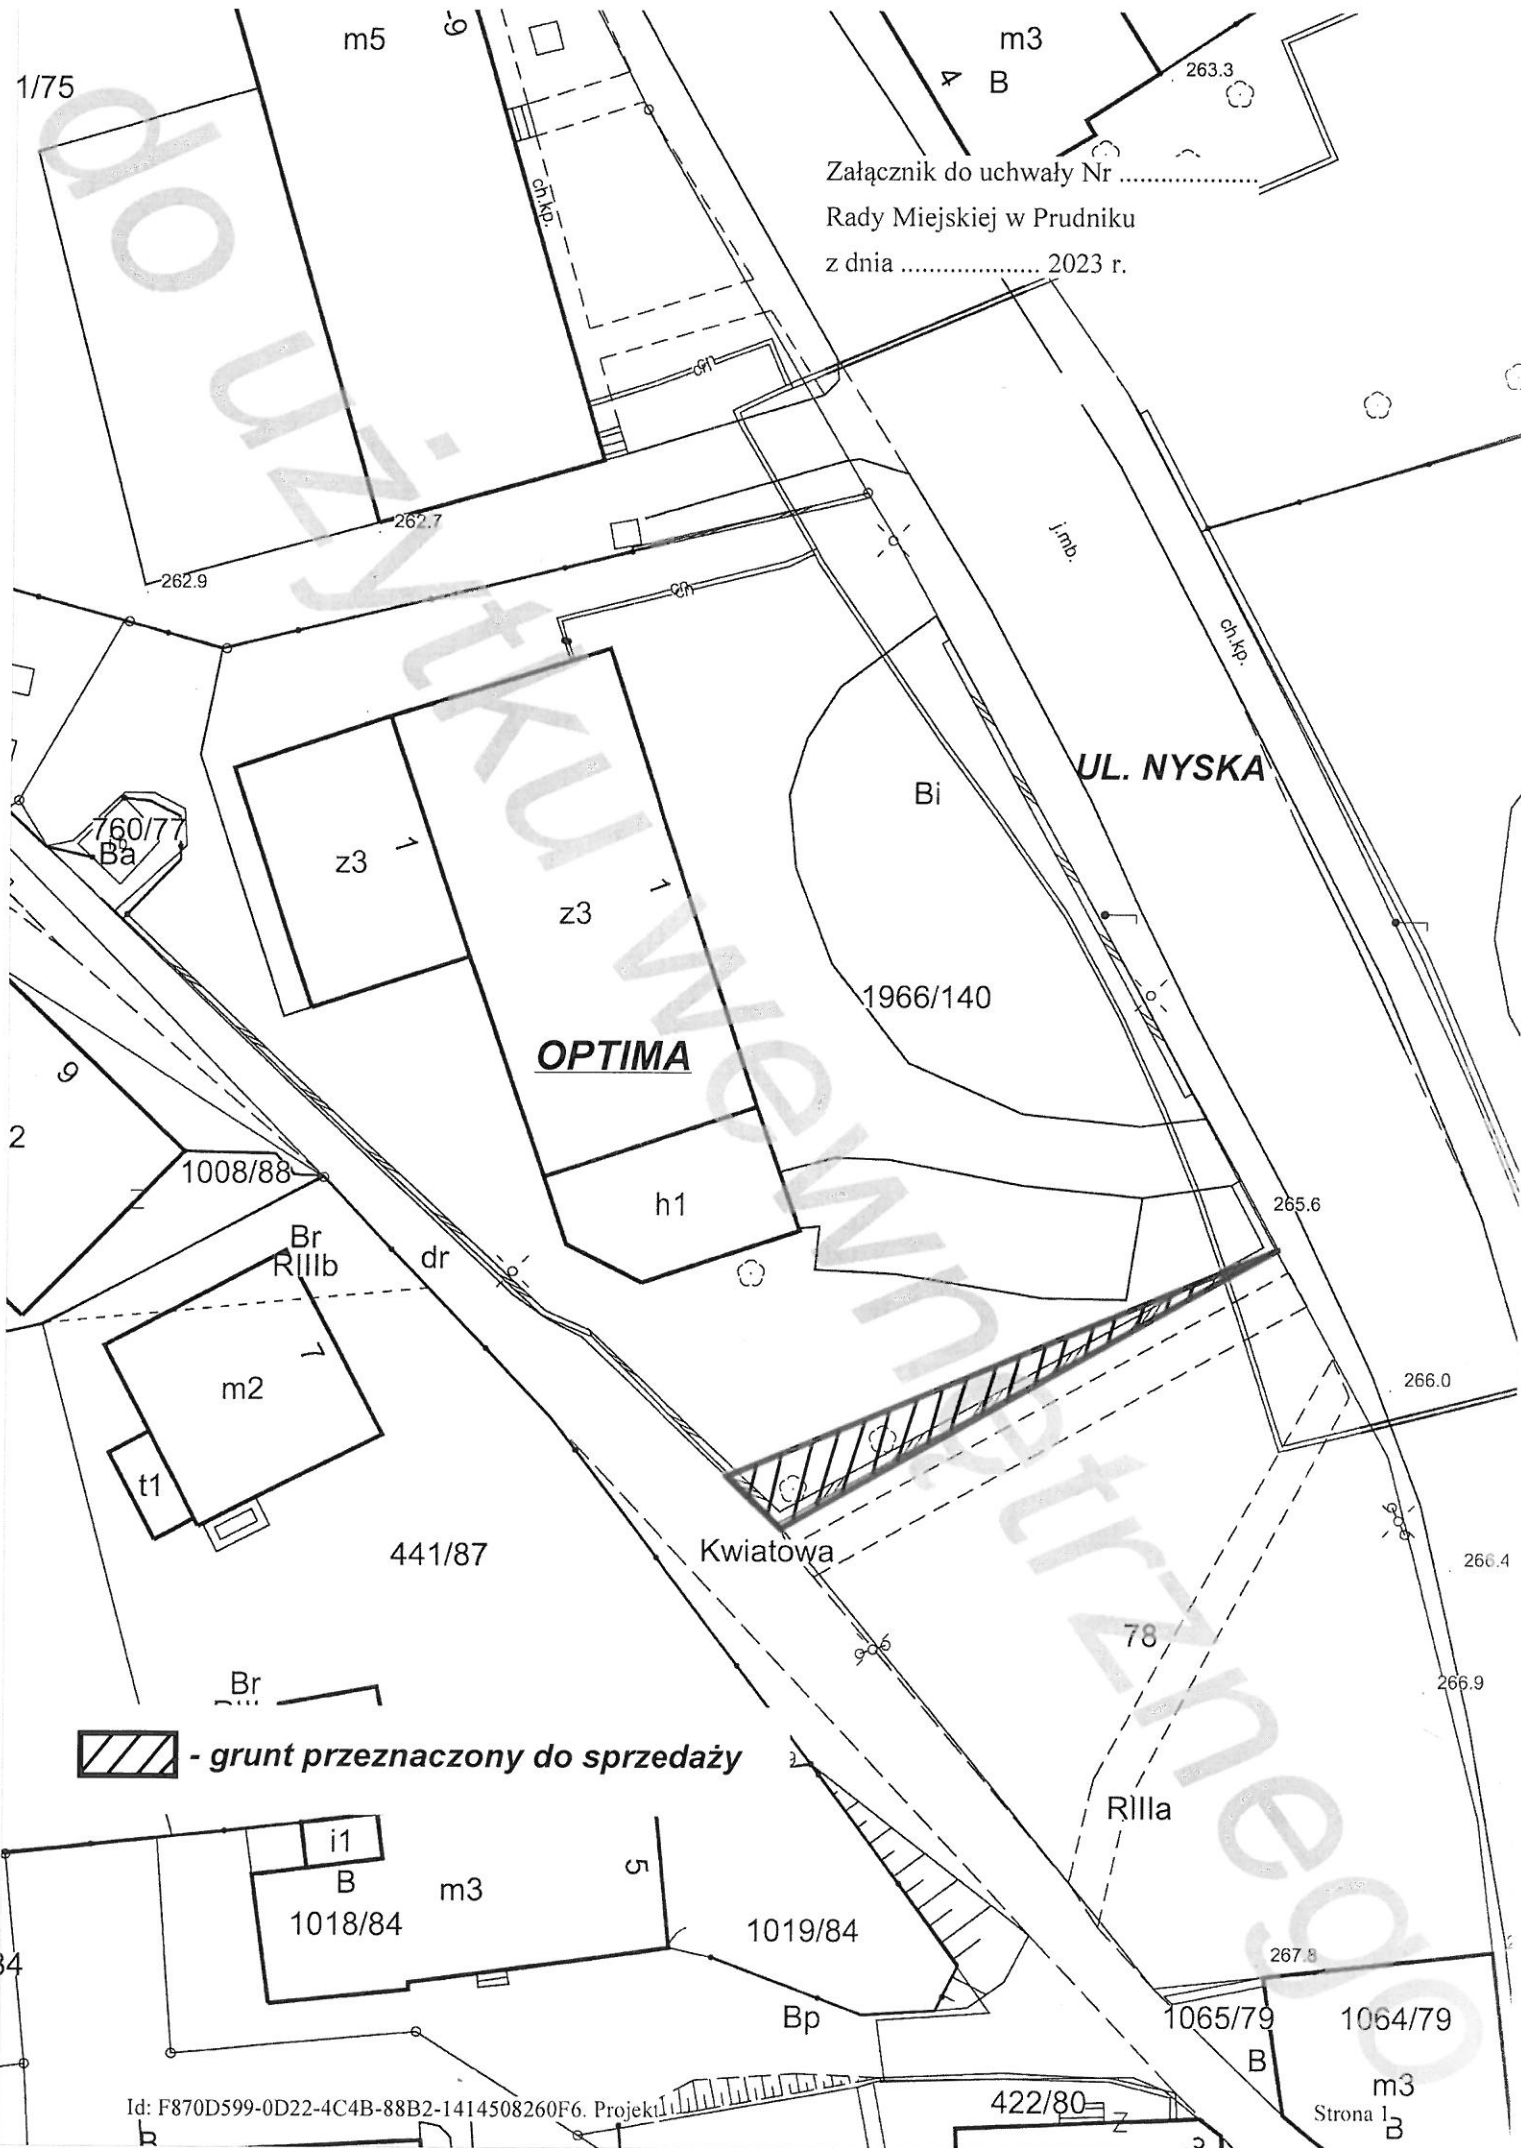 m5
-9
m3
4
B
263.3
1/75
Załącznik do uchwały Nr ....................
Rady Miejskiej w Prudniku
z dnia .................... 2023 r.
ch.kp.
cn
262.7
262.9
cn
j.mb.
ch.kp.
UL. NYSKA
Bi
760/77
Ba
z3
1
z3
1
1966/140
OPTIMA
9
2
1008/88
h1
265.6
Br
RIIIb
dr
7
m2
266.0
t1
441/87
Kwiatowa
266.4
78
Br
266.9
- grunt przeznaczony do sprzedaży
RIIIa
i1
B
m3
5
1018/84
1019/84
34
267.8
Bp
1065/79
1064/79
B
m3
422/80
B
Id: F870D599-0D22-4C4B-88B2-1414508260F6. Projekt
Strona 1
B
do użytku wewnętrznego